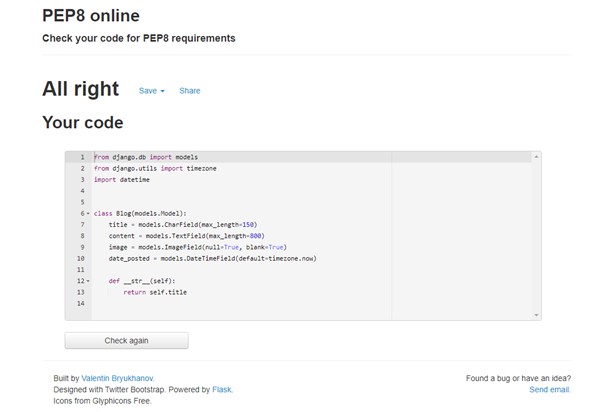 PEP8 online
Check your code for PEP8 requirements
All right Save Share
Your code
1 from django.db import models
2 from django.utils import timezone
3 import datetime
4
5
6 class Blog(models.Model):
7     title = models.CharField(max_length=150)
8     content = models.TextField(max_length=800)
9     image = models.ImageField(null=True, blank=True)
10     date_posted = models.DateTimeField(default=timezone.now)
11
12     def __str__(self):
13         return self.title
14
Check again
Built by Valentin Bryukhanov. Found a bug or have an idea?
Designed with Twitter Bootstrap. Powered by Flask. Send email.
Icons from Glyphicons Free.